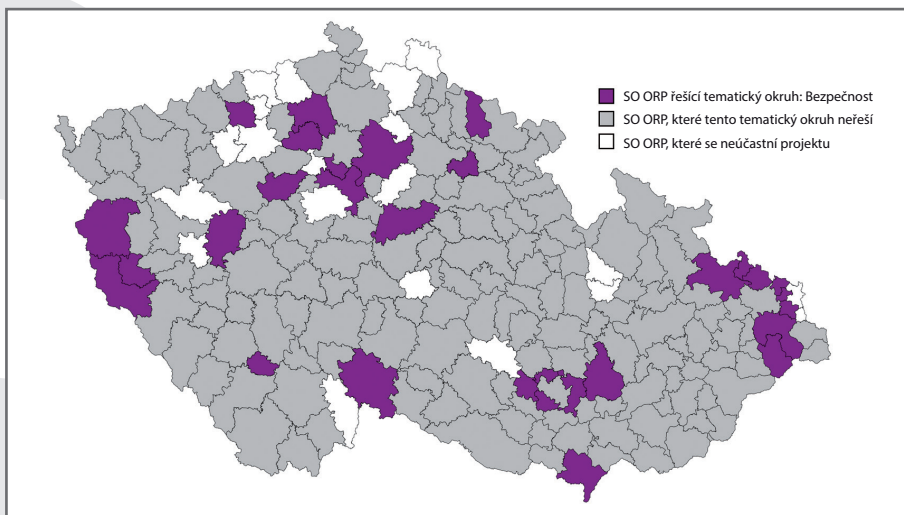 SO ORP řešící tematický okruh: Bezpečnost
SO ORP, které tento tematický okruh neřeší
SO ORP, které se neúčastní projektu